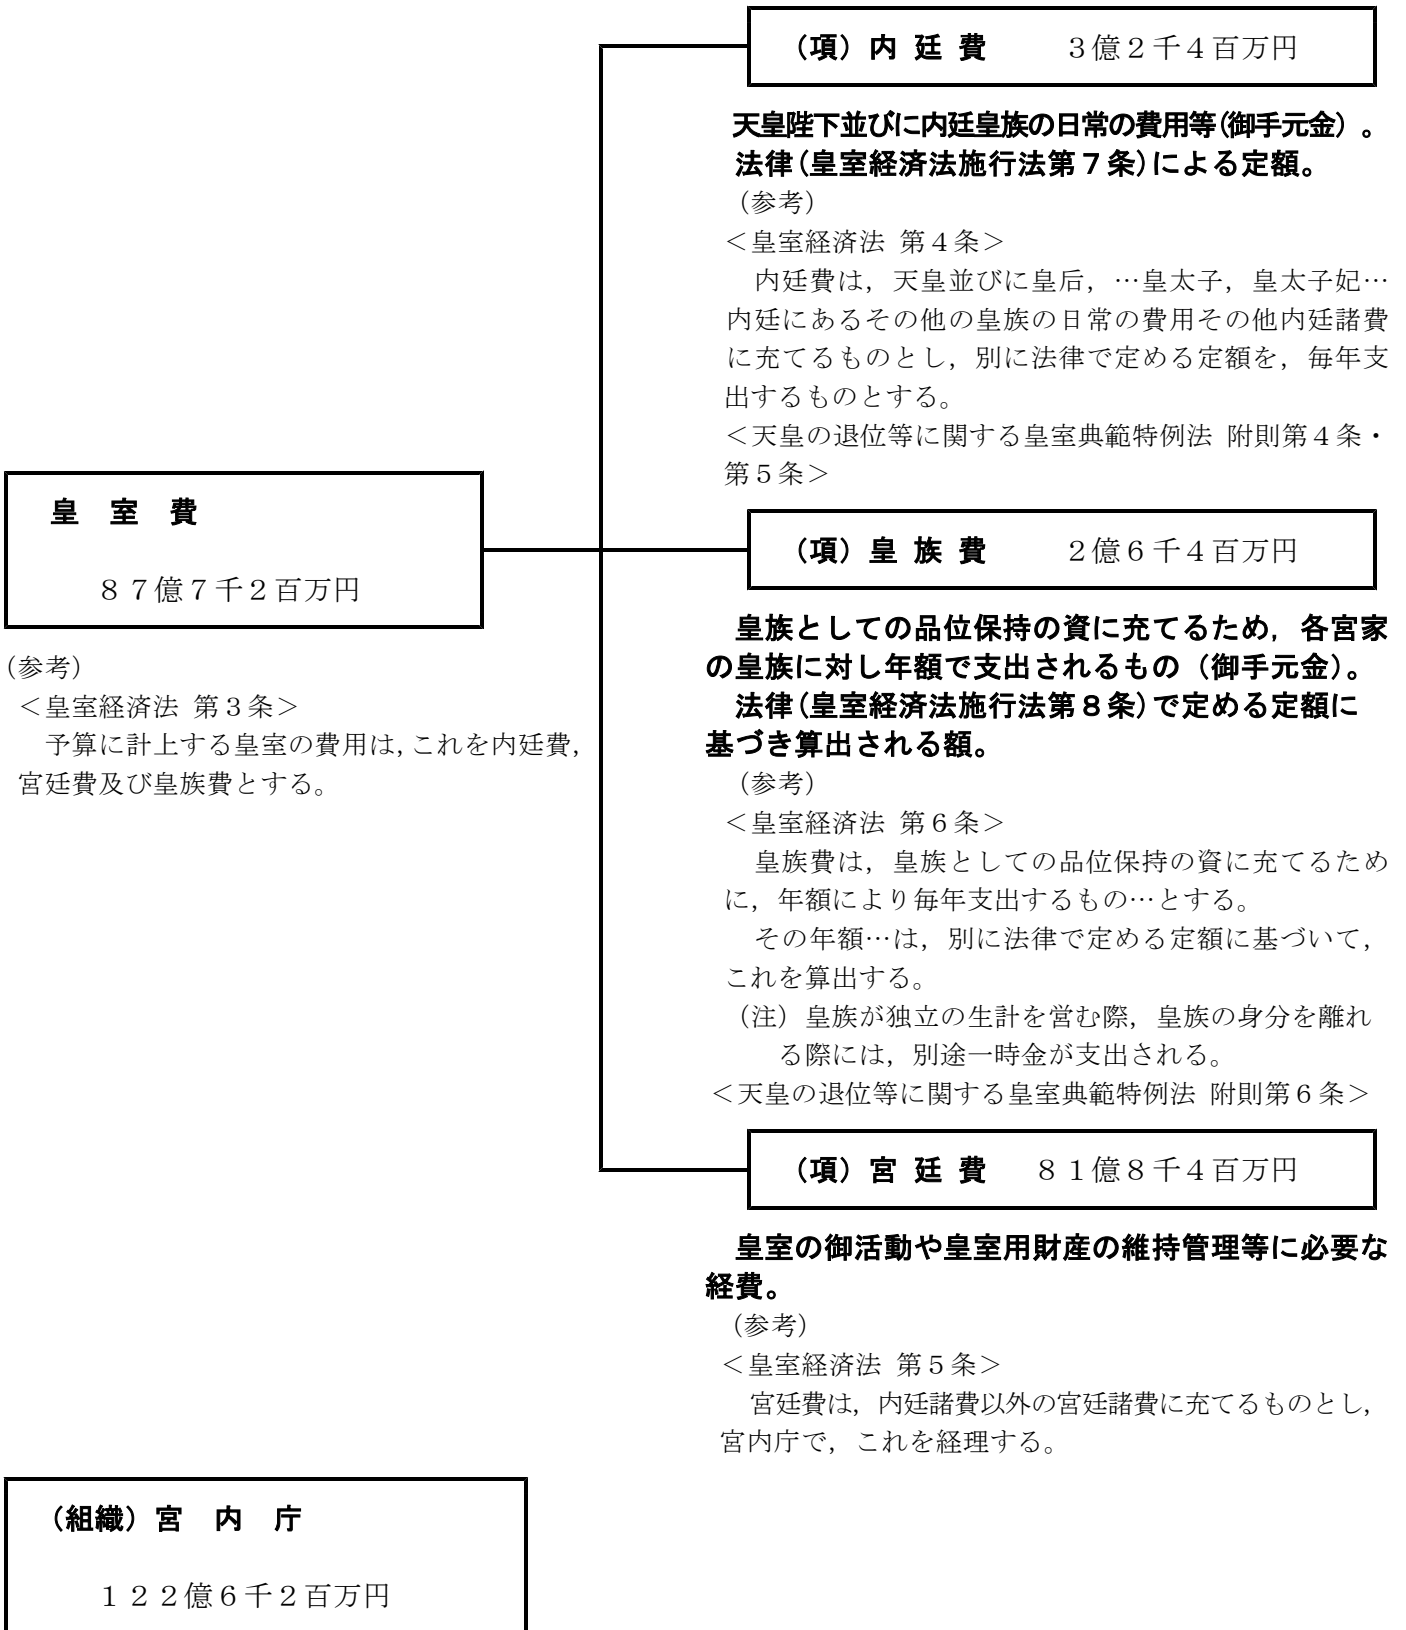 （項）内 廷 費　　３億２千４百万円
天皇陛下並びに内廷皇族の日常の費用等(御手元金）。
法律(皇室経済法施行法第７条)による定額。
（参考）
＜皇室経済法 第４条＞
内廷費は，天皇並びに皇后，…皇太子，皇太子妃…
内廷にあるその他の皇族の日常の費用その他内廷諸費
に充てるものとし，別に法律で定める定額を，毎年支
出するものとする。
＜天皇の退位等に関する皇室典範特例法 附則第４条・
第５条＞
皇　室　費
８７億７千２百万円
（参考）
＜皇室経済法 第３条＞
予算に計上する皇室の費用は，これを内廷費，
宮廷費及び皇族費とする。
（項）皇 族 費　　２億６千４百万円
皇族としての品位保持の資に充てるため，各宮家
の皇族に対し年額で支出されるもの（御手元金）。
法律(皇室経済法施行法第８条)で定める定額に
基づき算出される額。
（参考）
＜皇室経済法 第６条＞
皇族費は，皇族としての品位保持の資に充てるため
に，年額により毎年支出するもの…とする。
その年額…は，別に法律で定める定額に基づいて，
これを算出する。
（注）皇族が独立の生計を営む際，皇族の身分を離れ
る際には，別途一時金が支出される。
＜天皇の退位等に関する皇室典範特例法 附則第６条＞
（項）宮 廷 費　　８１億８千４百万円
皇室の御活動や皇室用財産の維持管理等に必要な
経費。
（参考）
＜皇室経済法 第５条＞
宮廷費は，内廷諸費以外の宮廷諸費に充てるものとし，
宮内庁で，これを経理する。
（組織）宮　内　庁
１２２億６千２百万円